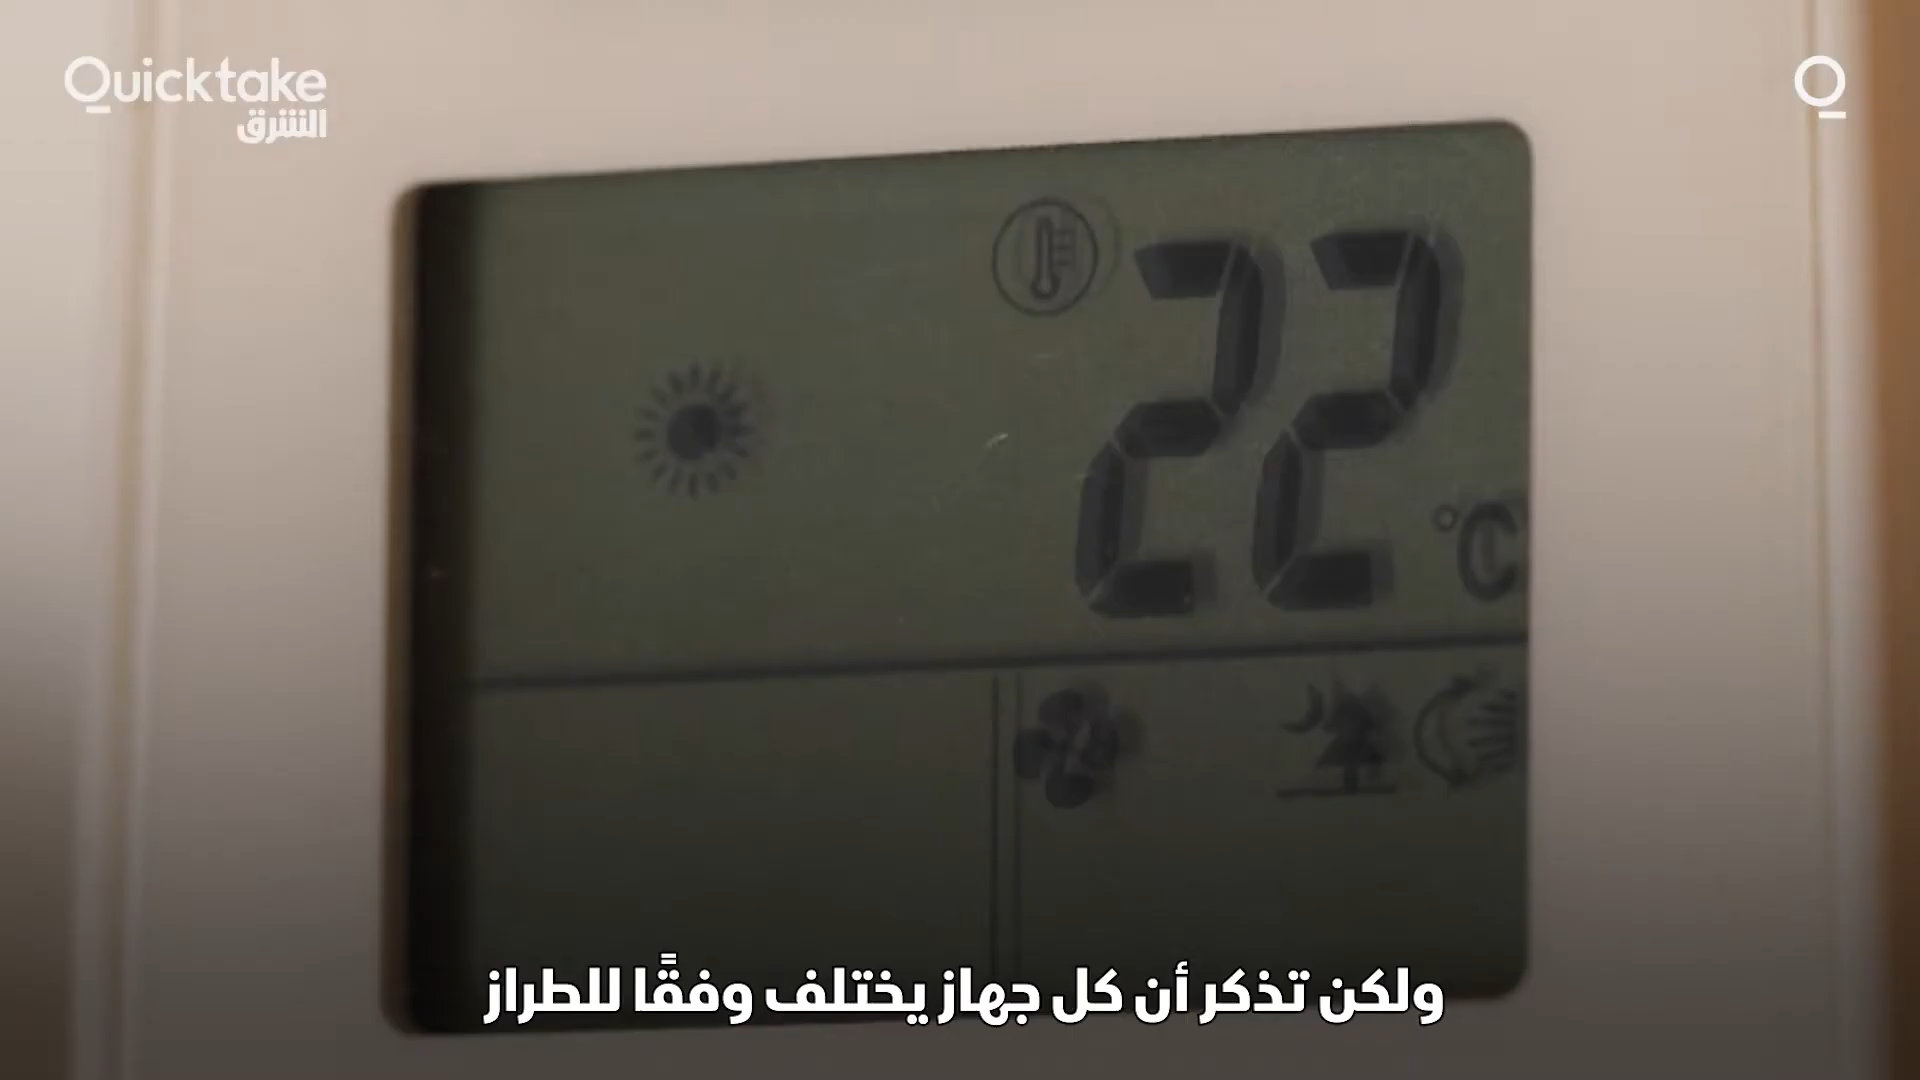 Quicktake
الشرق
22
°C
ولكن تذكر أن كل جهاز يختلف وفقًا للطراز